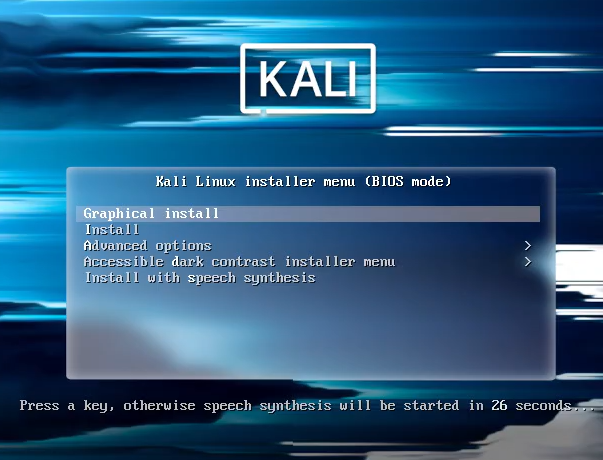 KALI
Kali Linux installer menu (BIOS mode)
Graphical install
Install
Advanced options >
Accessible dark contrast installer menu >
Install with speech synthesis
Press a key, otherwise speech synthesis will be started in 26 seconds...